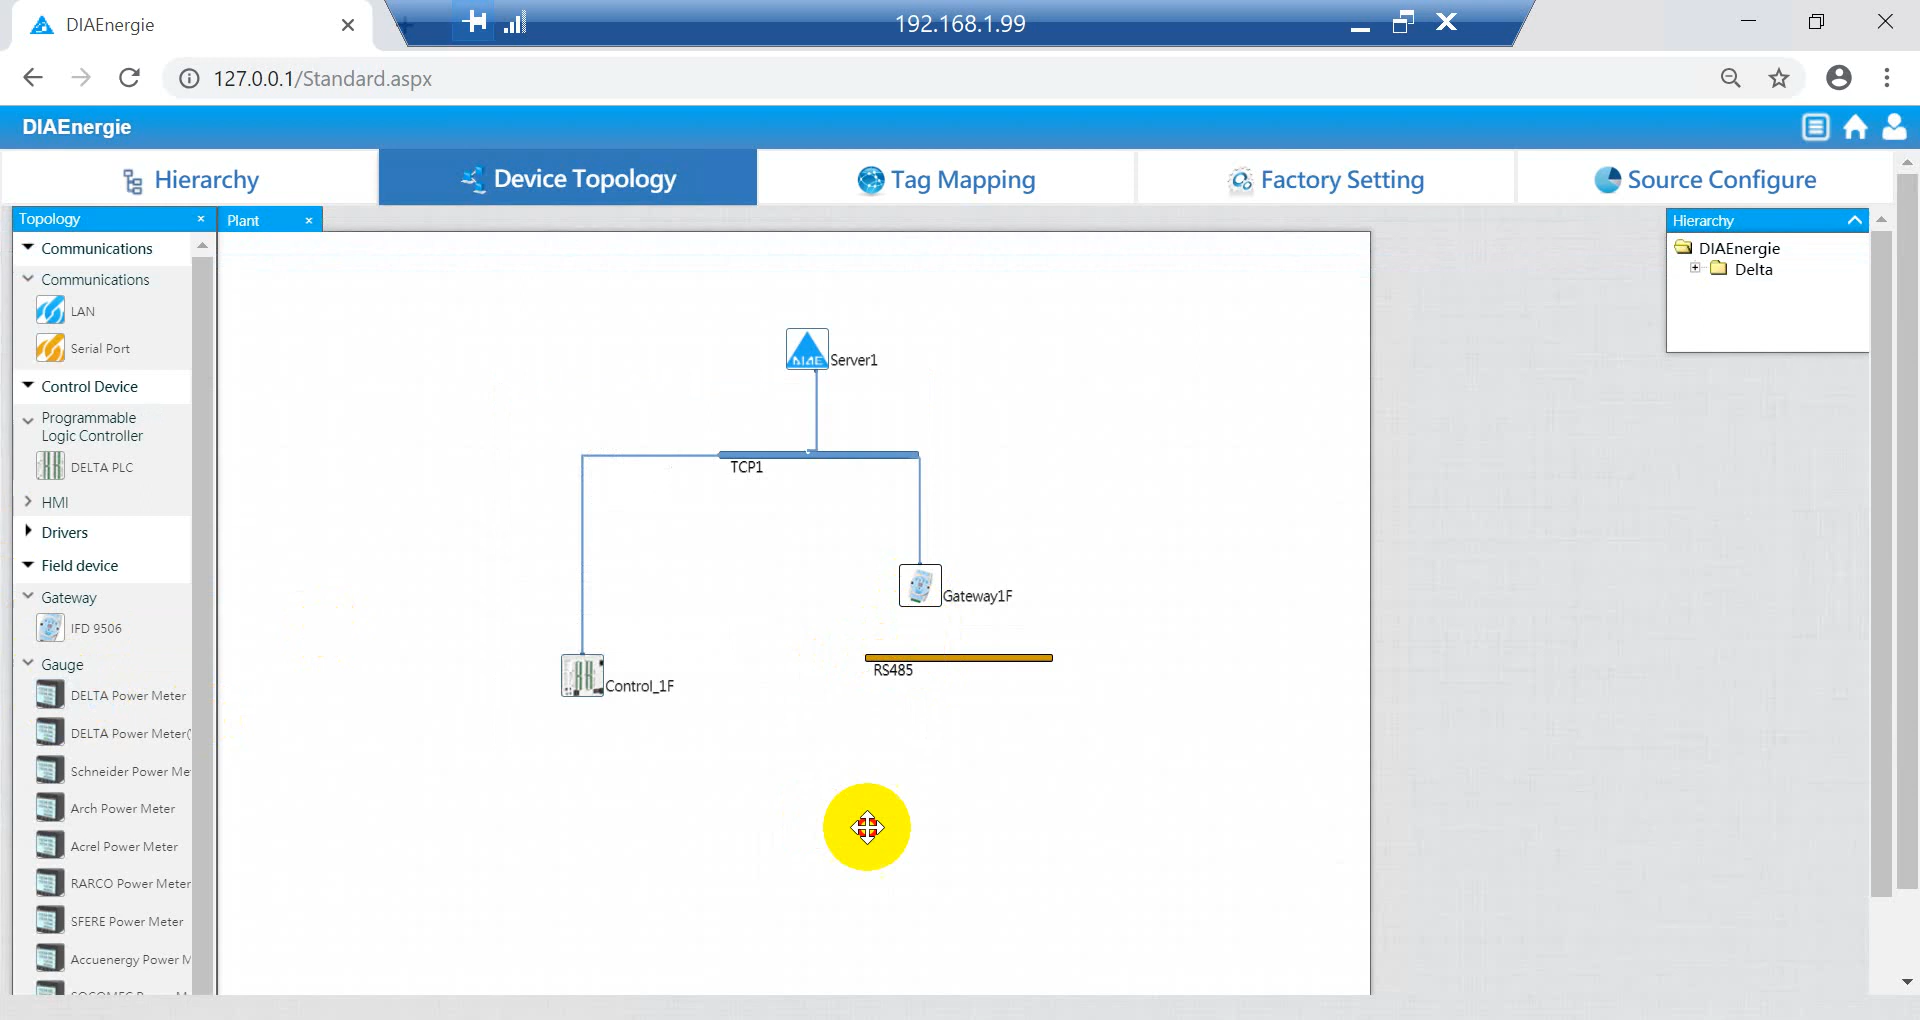 DIAEnergie
192.168.1.99
127.0.0.1/Standard.aspx
DIAEnergie
Hierarchy
Device Topology
Tag Mapping
Factory Setting
Source Configure
Topology
Plant
Hierarchy
Communications
Communications
LAN
Serial Port
Control Device
Programmable
Logic Controller
DELTA PLC
HMI
Drivers
Field device
Gateway
IFD 9506
Gauge
DELTA Power Meter
DELTA Power Meter(
Schneider Power Me
Arch Power Meter
Acrel Power Meter
RARCO Power Meter
SFERE Power Meter
Accuenergy Power M
DIAE
Server1
TCP1
Gateway1F
RS485
Control_1F
DIAEnergie
Delta